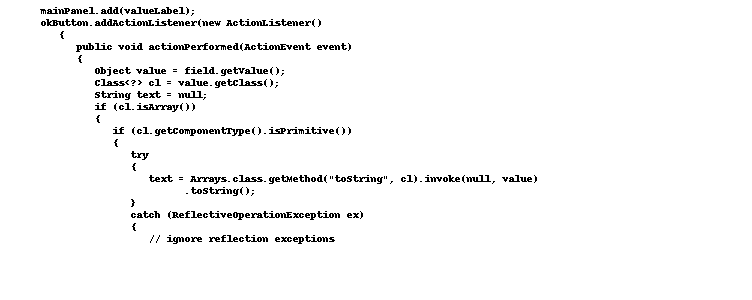 mainPanel.add(valueLabel);
okButton.addActionListener(new ActionListener()
{
public void actionPerformed(ActionEvent event)
{
Object value = field.getValue();
Class<?> cl = value.getClass();
String text = null;
if (cl.isArray())
{
if (cl.getComponentType().isPrimitive())
{
try
{
text = Arrays.class.getMethod("toString", cl).invoke(null, value)
.toString();
}
catch (ReflectiveOperationException ex)
{
// ignore reflection exceptions